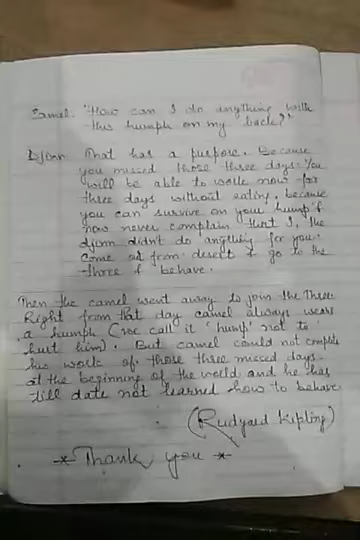 Camel. "How can I do anything with
this humph on my back?"
Djinn. That has a purpose. Because
you missed those three days. You
will be able to work now for
three days without eating, because
you can survive on your hump &
now never complain that I, the
djinn didn't do anything for you.
Come out from desert & go to the
three & behave.
Then the camel went away to join the Three.
Right from that day camel always wears
a humph (we call it 'hump' not to
hurt him). But camel could not complete
his work of those three missed days
at the beginning of the world and he has
till date not learned how to behave
(Rudyard Kipling)
* Thank you *